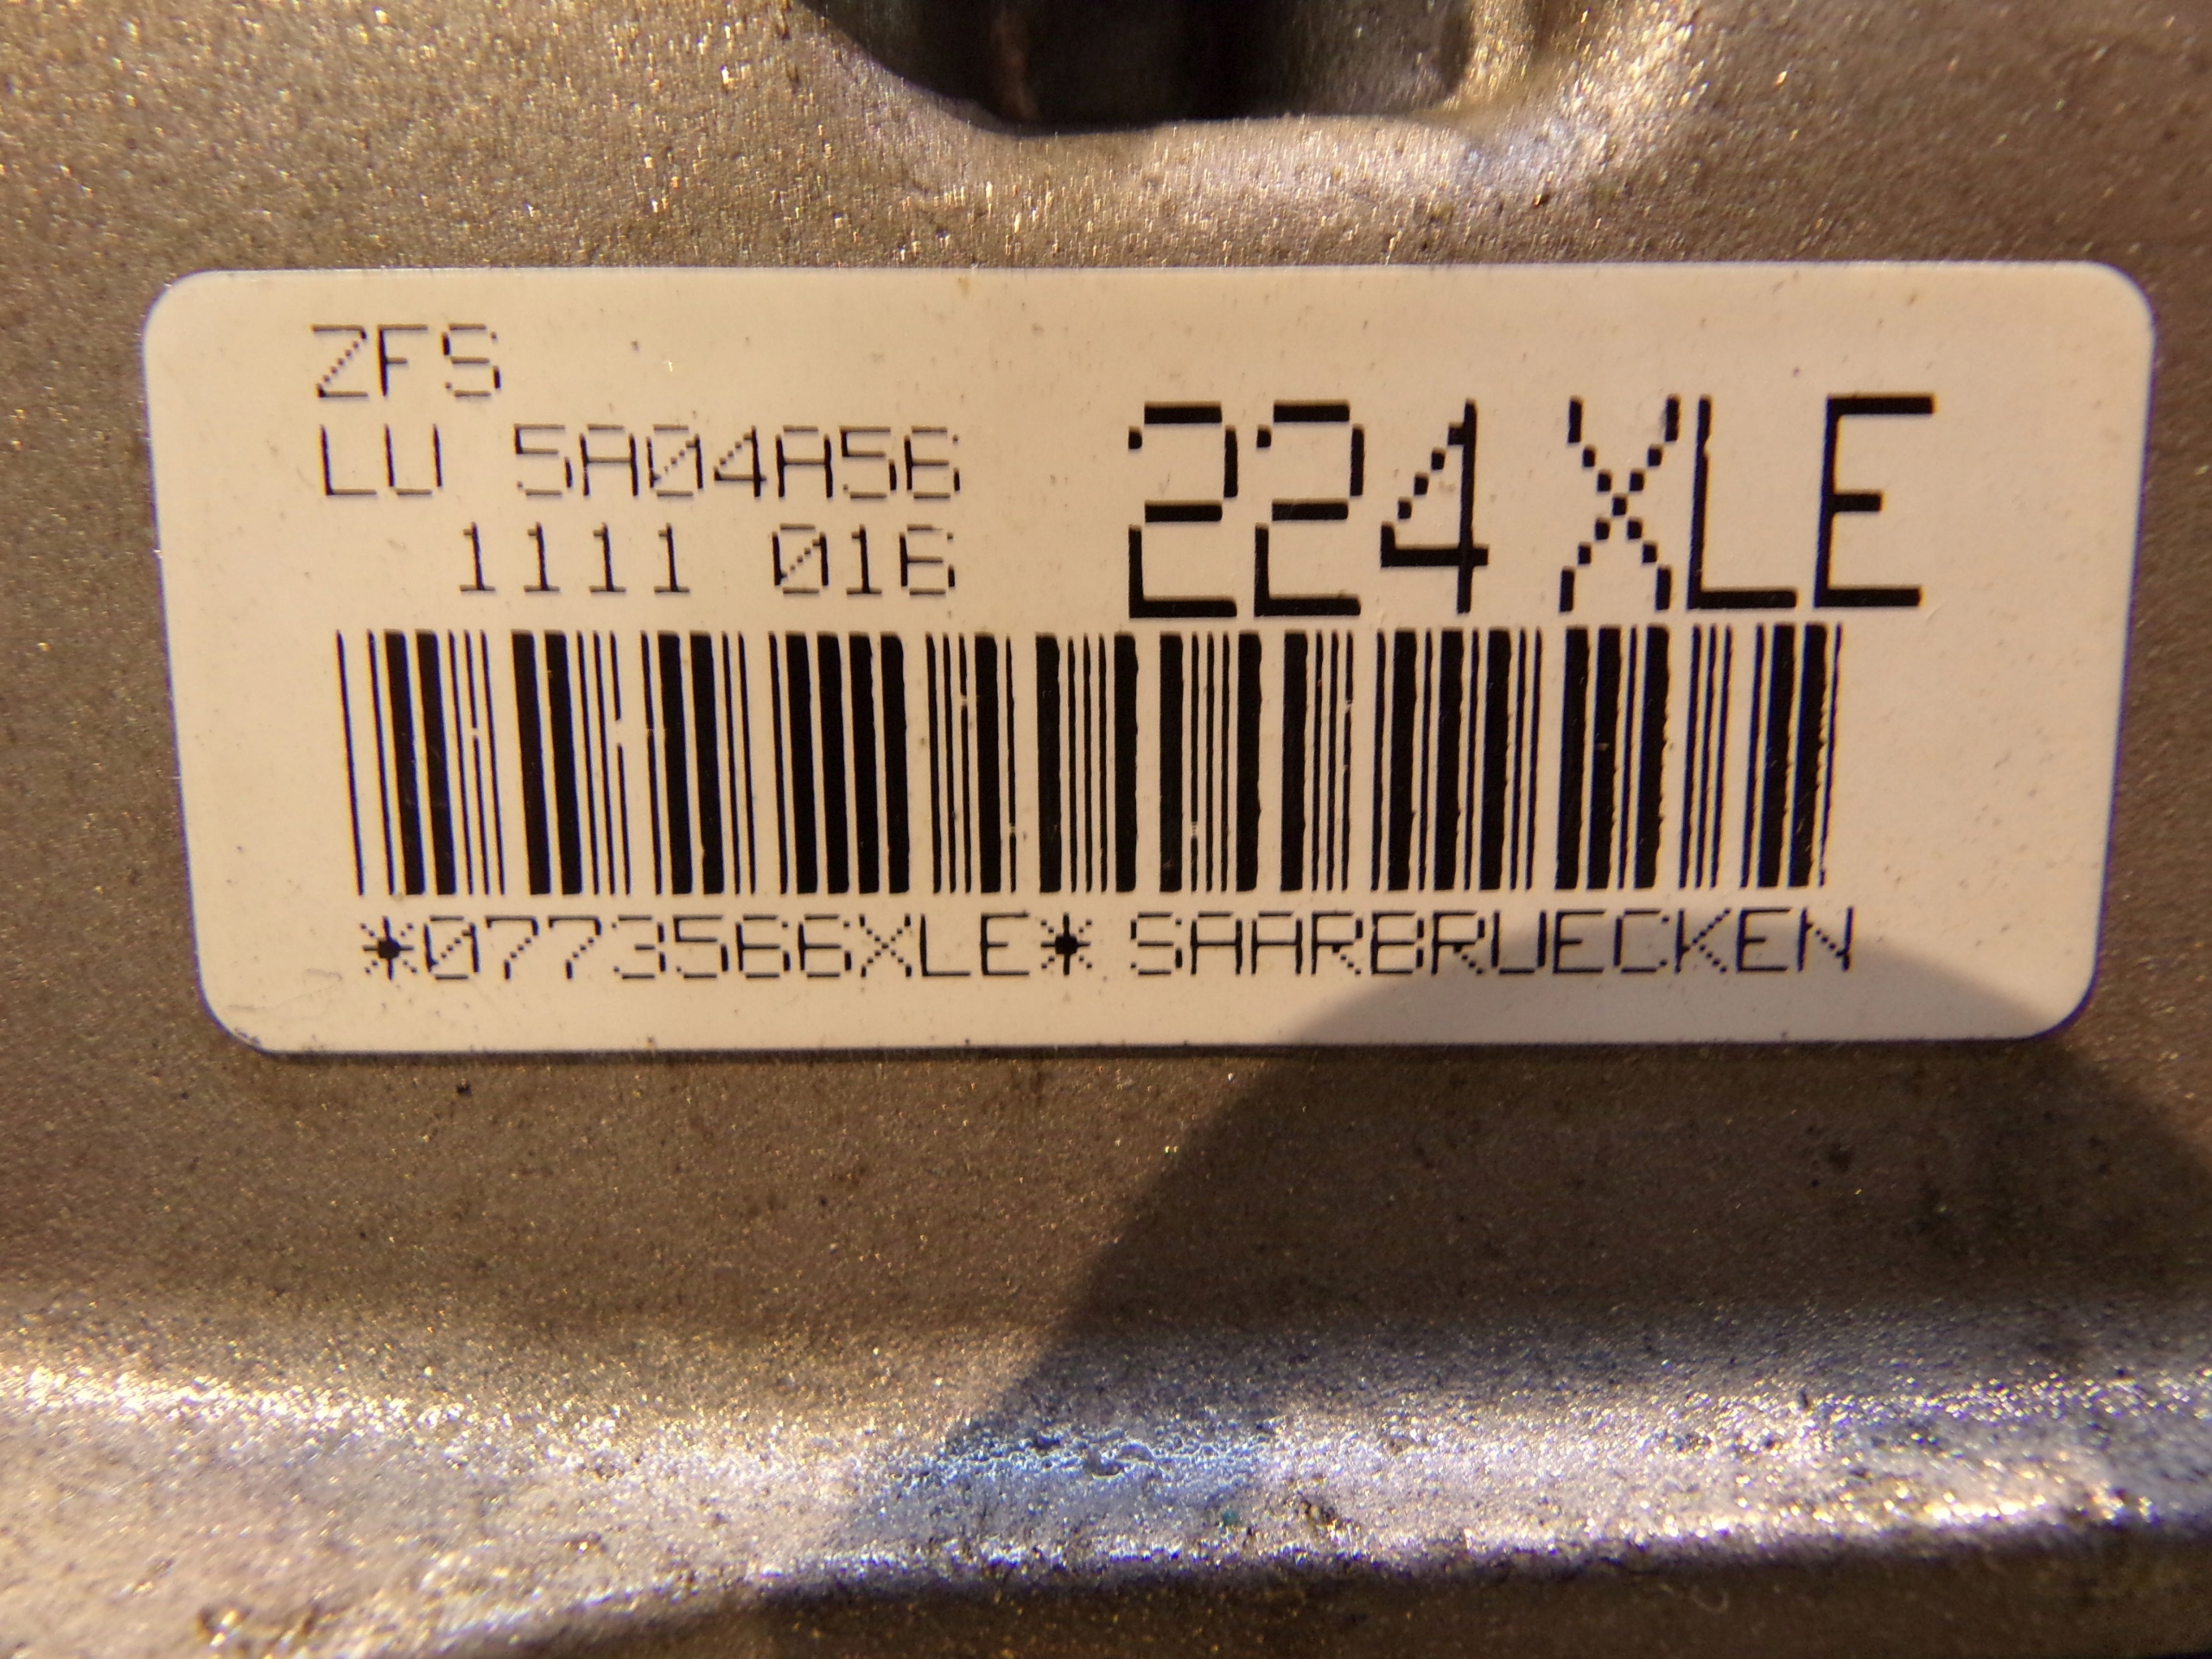 ZFS
LU 5A04A56
1111 016
224 XLE
*0773566XLE* SAARBRUECKEN